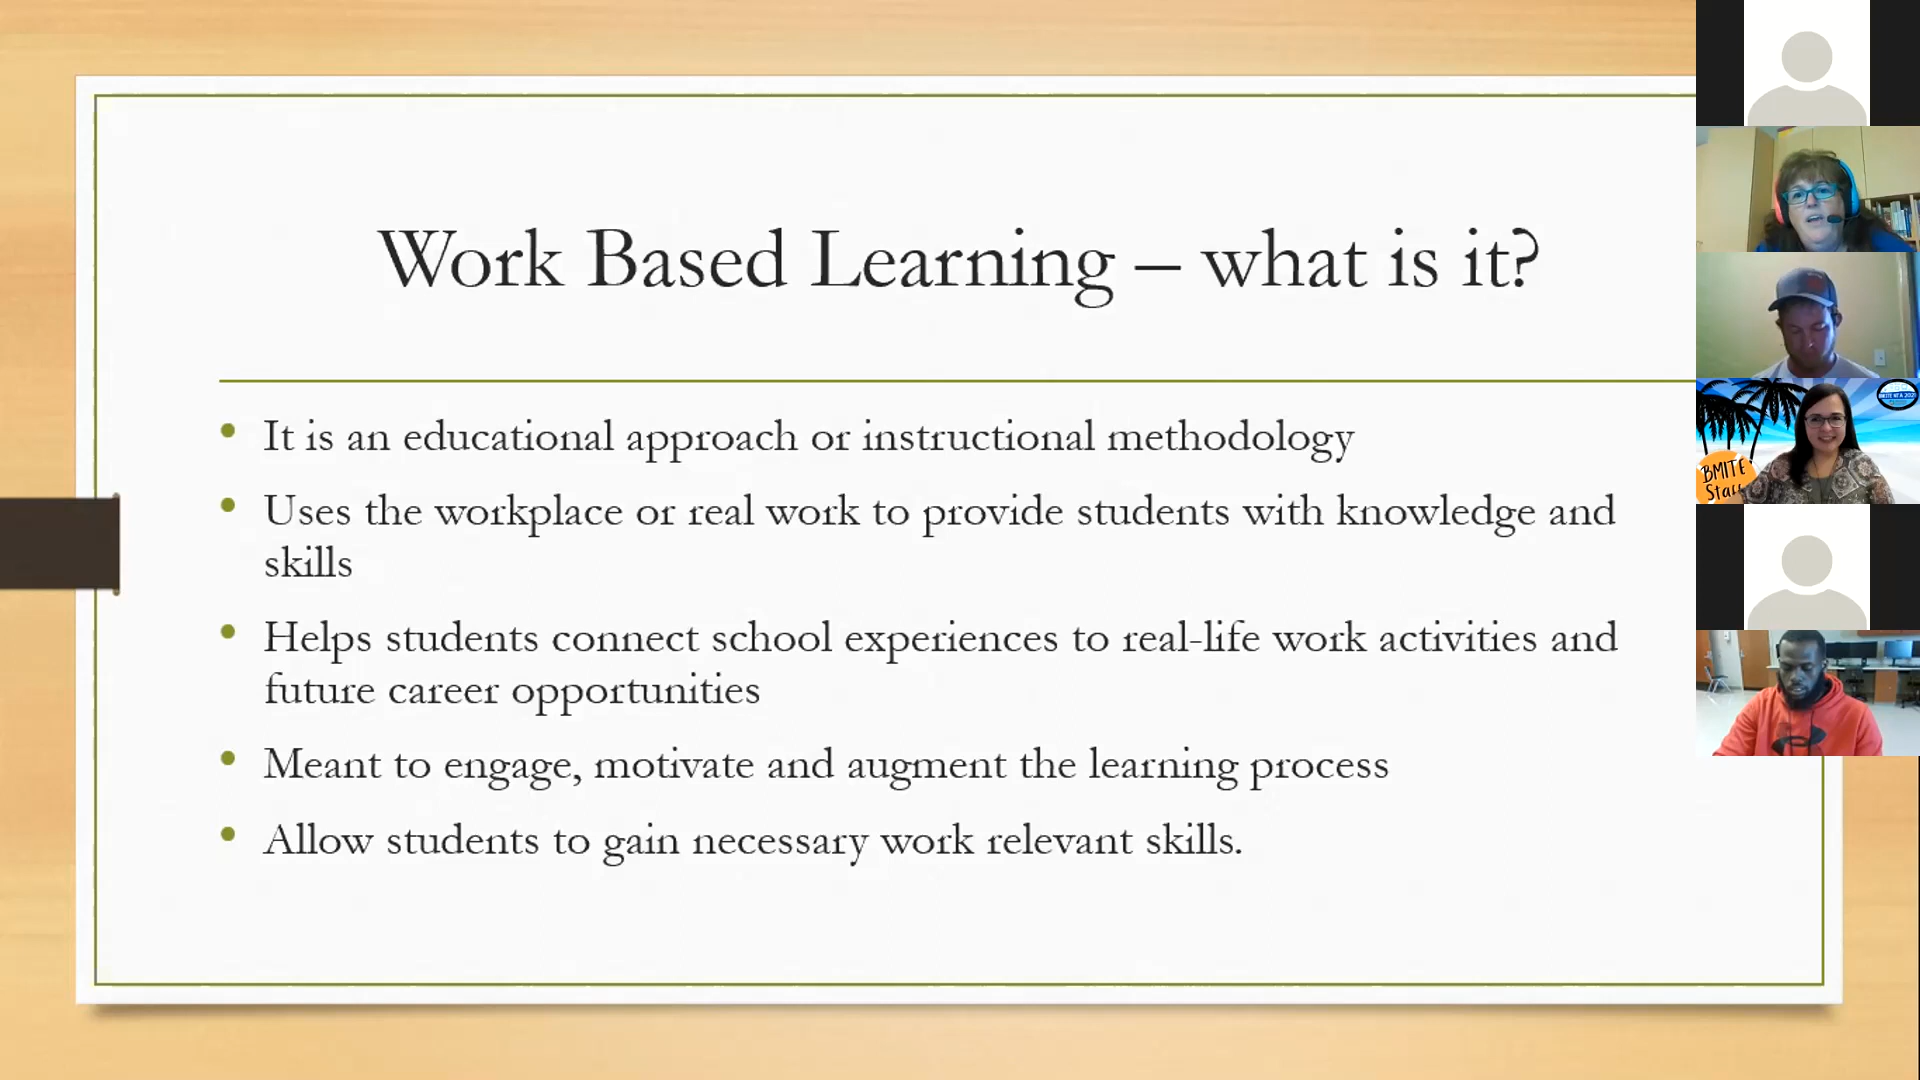 Work Based Learning – what is it?
• It is an educational approach or instructional methodology
• Uses the workplace or real work to provide students with knowledge and
skills
• Helps students connect school experiences to real-life work activities and
future career opportunities
• Meant to engage, motivate and augment the learning process
• Allow students to gain necessary work relevant skills.
BMITE
Staff